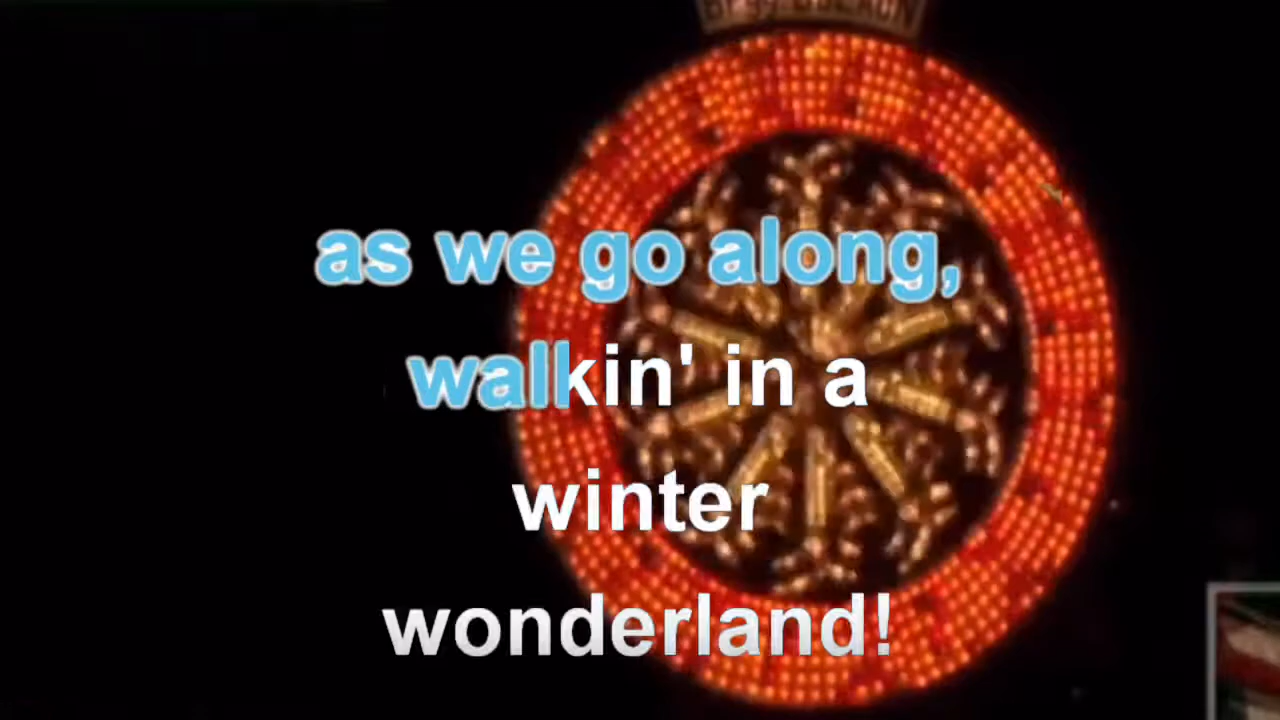 as we go along,
walkin' in a
winter
wonderland!